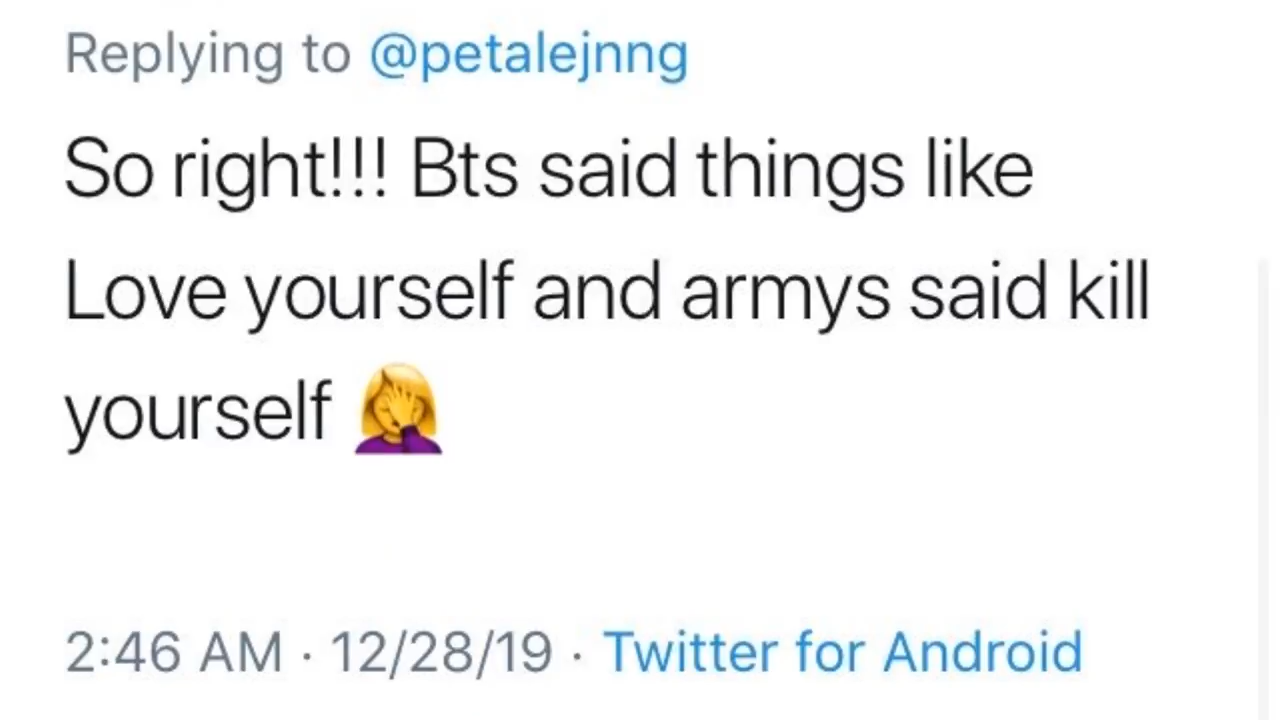 Replying to @petalejnng
So right!!! Bts said things like
Love yourself and armys said kill
yourself 🤦‍♀️
2:46 AM · 12/28/19 · Twitter for Android